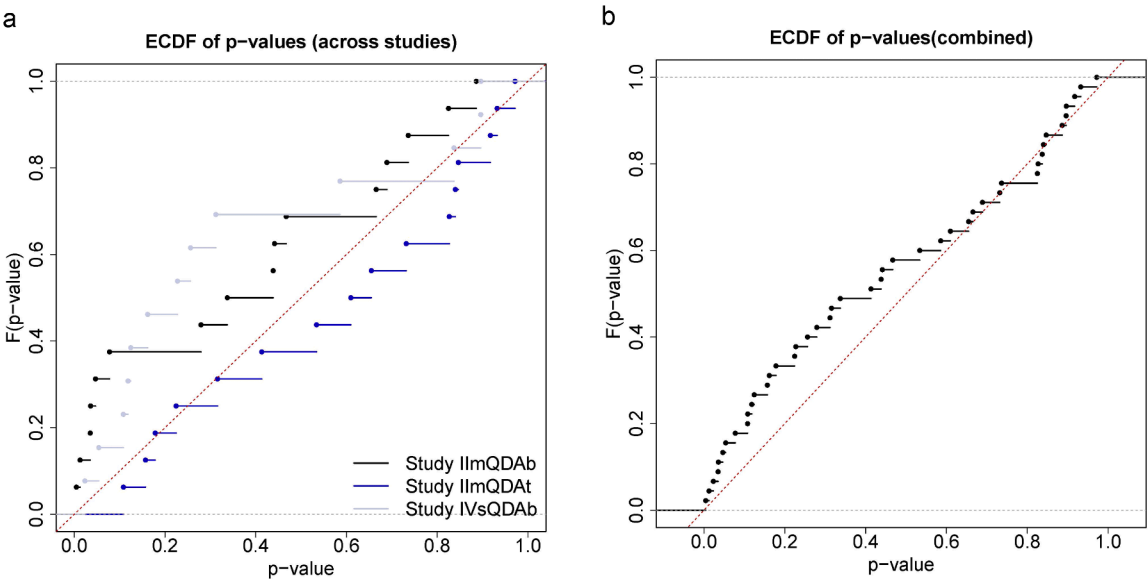 a
ECDF of p−values (across studies)
F(p−value)
1.0
0.8
0.6
0.4
0.2
0.0
Study IImQDAb
Study IImQDAt
Study IVsQDAb
0.0 0.2 0.4 0.6 0.8 1.0
p−value
b
ECDF of p−values(combined)
F(p−value)
1.0
0.8
0.6
0.4
0.2
0.0
0.0 0.2 0.4 0.6 0.8 1.0
p−value